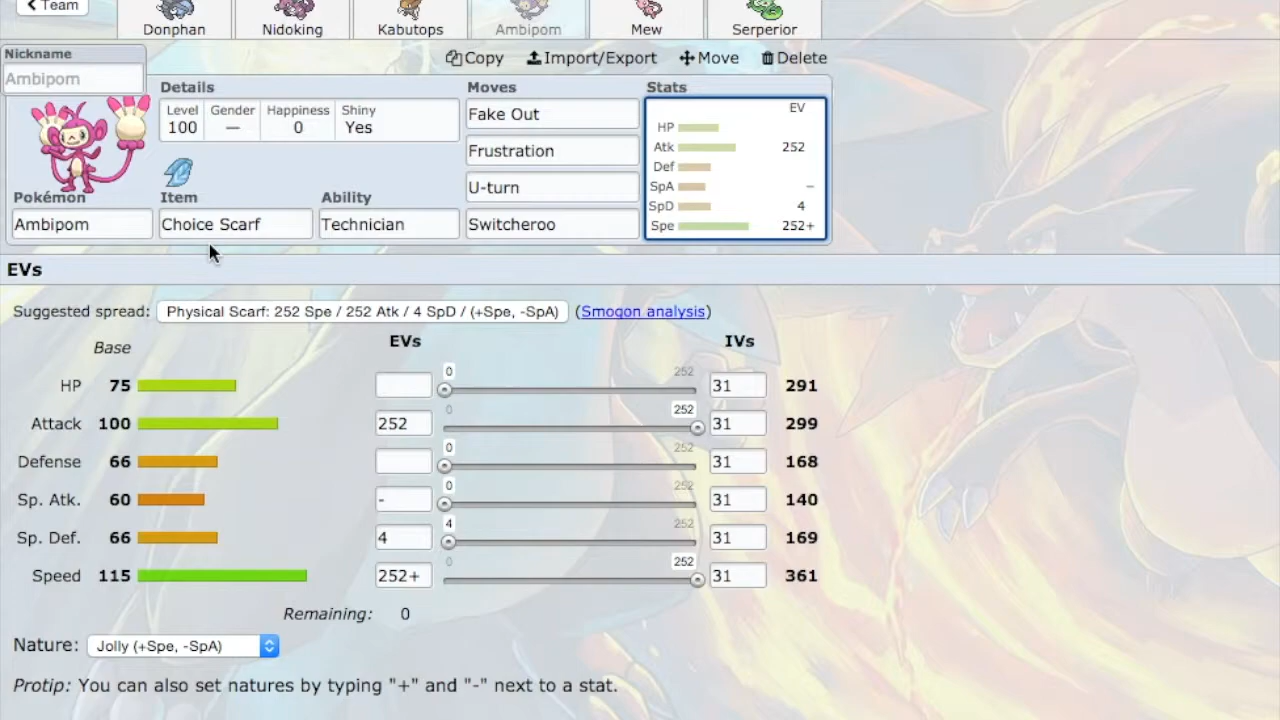 Team
Donphan Nidoking Kabutops Ambipom Mew Serperior
Copy Import/Export Move Delete
Nickname
Ambipom
Details Moves Stats
Level Gender Happiness Shiny
100 — 0 Yes
Fake Out
Frustration
U-turn
Switcheroo
EV
HP
Atk 252
Def
SpA –
SpD 4
Spe 252+
Pokémon Item Ability
Ambipom Choice Scarf Technician
EVs
Suggested spread: Physical Scarf: 252 Spe / 252 Atk / 4 SpD / (+Spe, -SpA) (Smogon analysis)
Base EVs IVs
HP 75 0 252 31 291
Attack 100 252 0 252 31 299
Defense 66 0 252 31 168
Sp. Atk. 60 - 0 252 31 140
Sp. Def. 66 4 4 252 31 169
Speed 115 252+ 0 252 31 361
Remaining: 0
Nature: Jolly (+Spe, -SpA)
Protip: You can also set natures by typing "+" and "-" next to a stat.